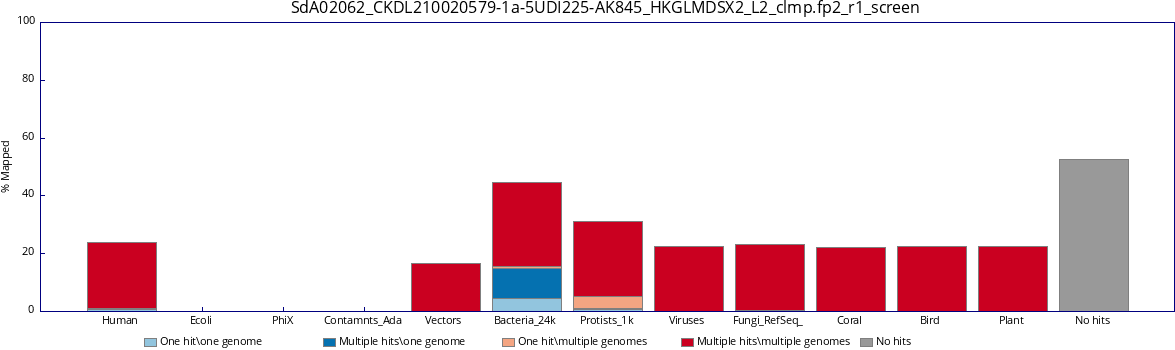 SdA02062_CKDL210020579-1a-5UDI225-AK845_HKGLMDSX2_L2_clmp.fp2_r1_screen
100
80
60
40
20
0
% Mapped
Human Ecoli PhiX Contamnts_Ada Vectors Bacteria_24k Protists_1k Viruses Fungi_RefSeq_ Coral Bird Plant No hits
One hit\one genome Multiple hits\one genome One hit\multiple genomes Multiple hits\multiple genomes No hits